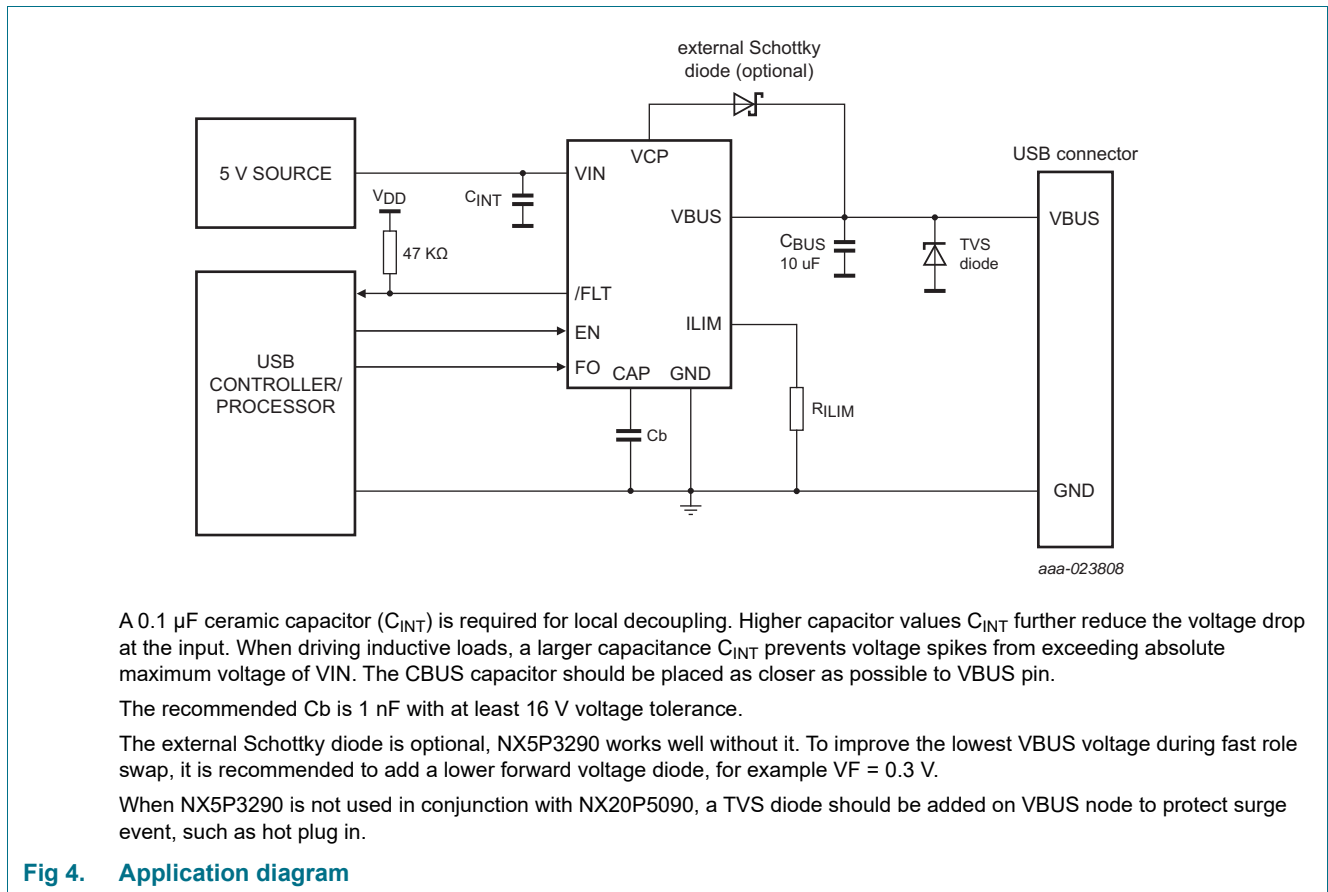 external Schottky
diode (optional)
VCP
USB connector
5 V SOURCE
VIN
VDD
CINT
VBUS
VBUS
47 KΩ
CBUS
10 uF
TVS
diode
/FLT
ILIM
EN
USB
CONTROLLER/
PROCESSOR
FO
CAP
GND
RILIM
Cb
GND
aaa-023808
A 0.1 µF ceramic capacitor (CINT) is required for local decoupling. Higher capacitor values CINT further reduce the voltage drop
at the input. When driving inductive loads, a larger capacitance CINT prevents voltage spikes from exceeding absolute
maximum voltage of VIN. The CBUS capacitor should be placed as closer as possible to VBUS pin.
The recommended Cb is 1 nF with at least 16 V voltage tolerance.
The external Schottky diode is optional, NX5P3290 works well without it. To improve the lowest VBUS voltage during fast role
swap, it is recommended to add a lower forward voltage diode, for example VF = 0.3 V.
When NX5P3290 is not used in conjunction with NX20P5090, a TVS diode should be added on VBUS node to protect surge
event, such as hot plug in.
Fig 4. Application diagram